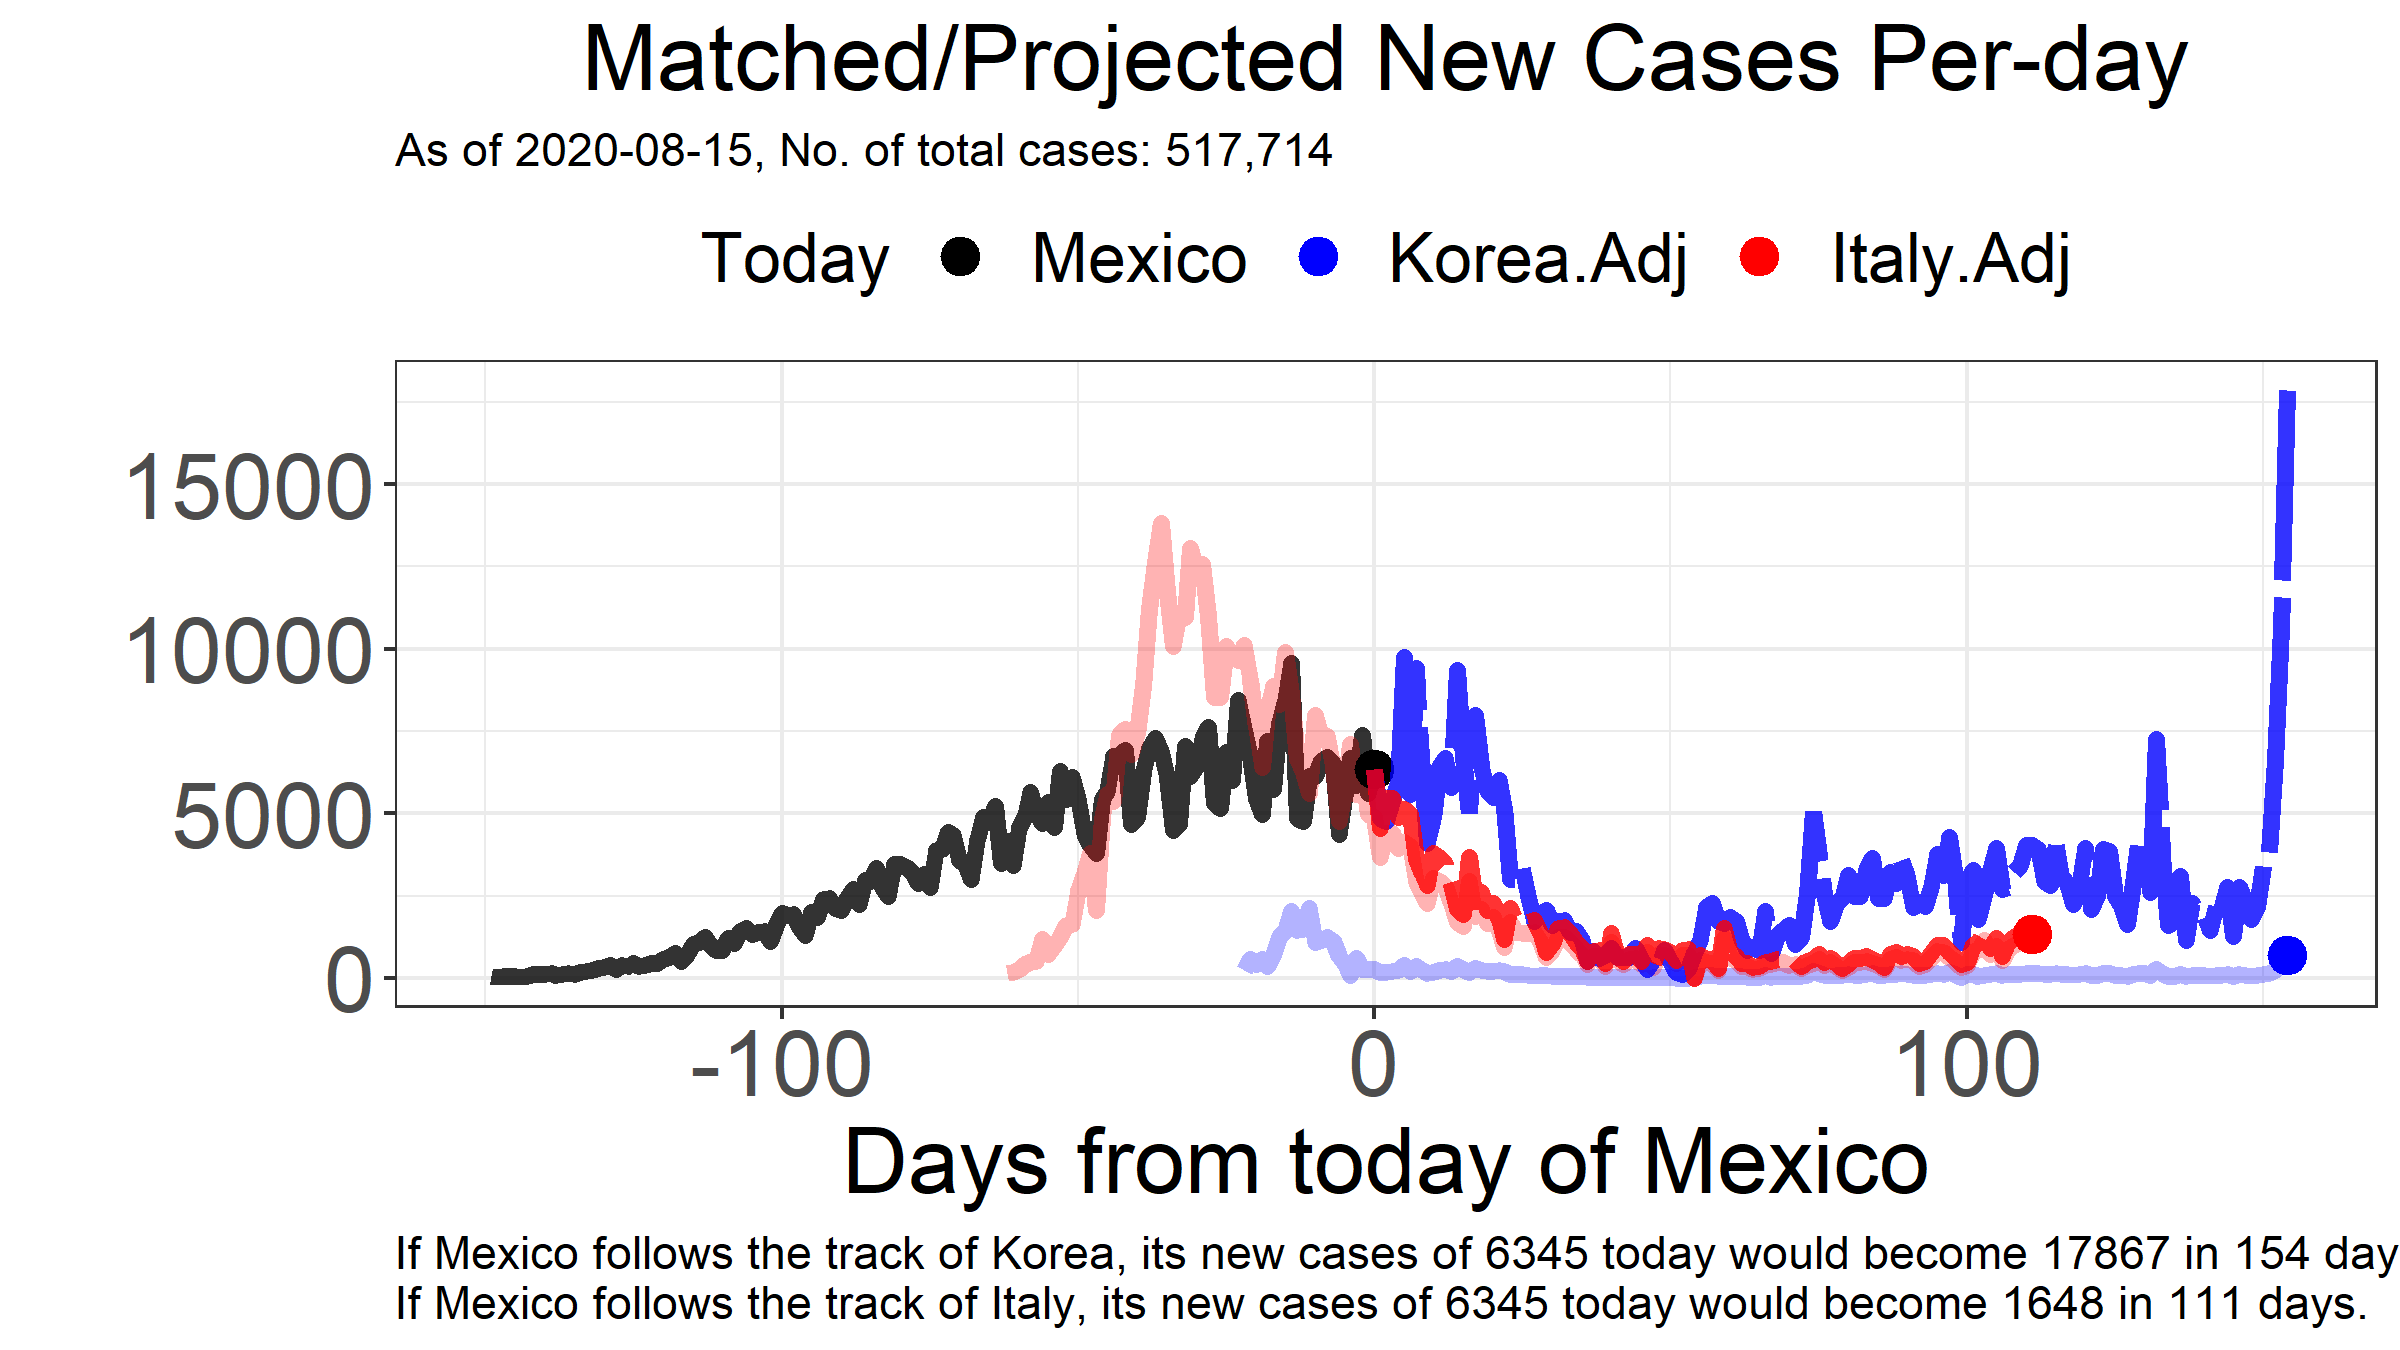 Matched/Projected New Cases Per-day
As of 2020-08-15, No. of total cases: 517,714
Today Mexico Korea.Adj Italy.Adj
15000
10000
5000
0
-100 0 100
Days from today of Mexico
If Mexico follows the track of Korea, its new cases of 6345 today would become 17867 in 154 day
If Mexico follows the track of Italy, its new cases of 6345 today would become 1648 in 111 days.